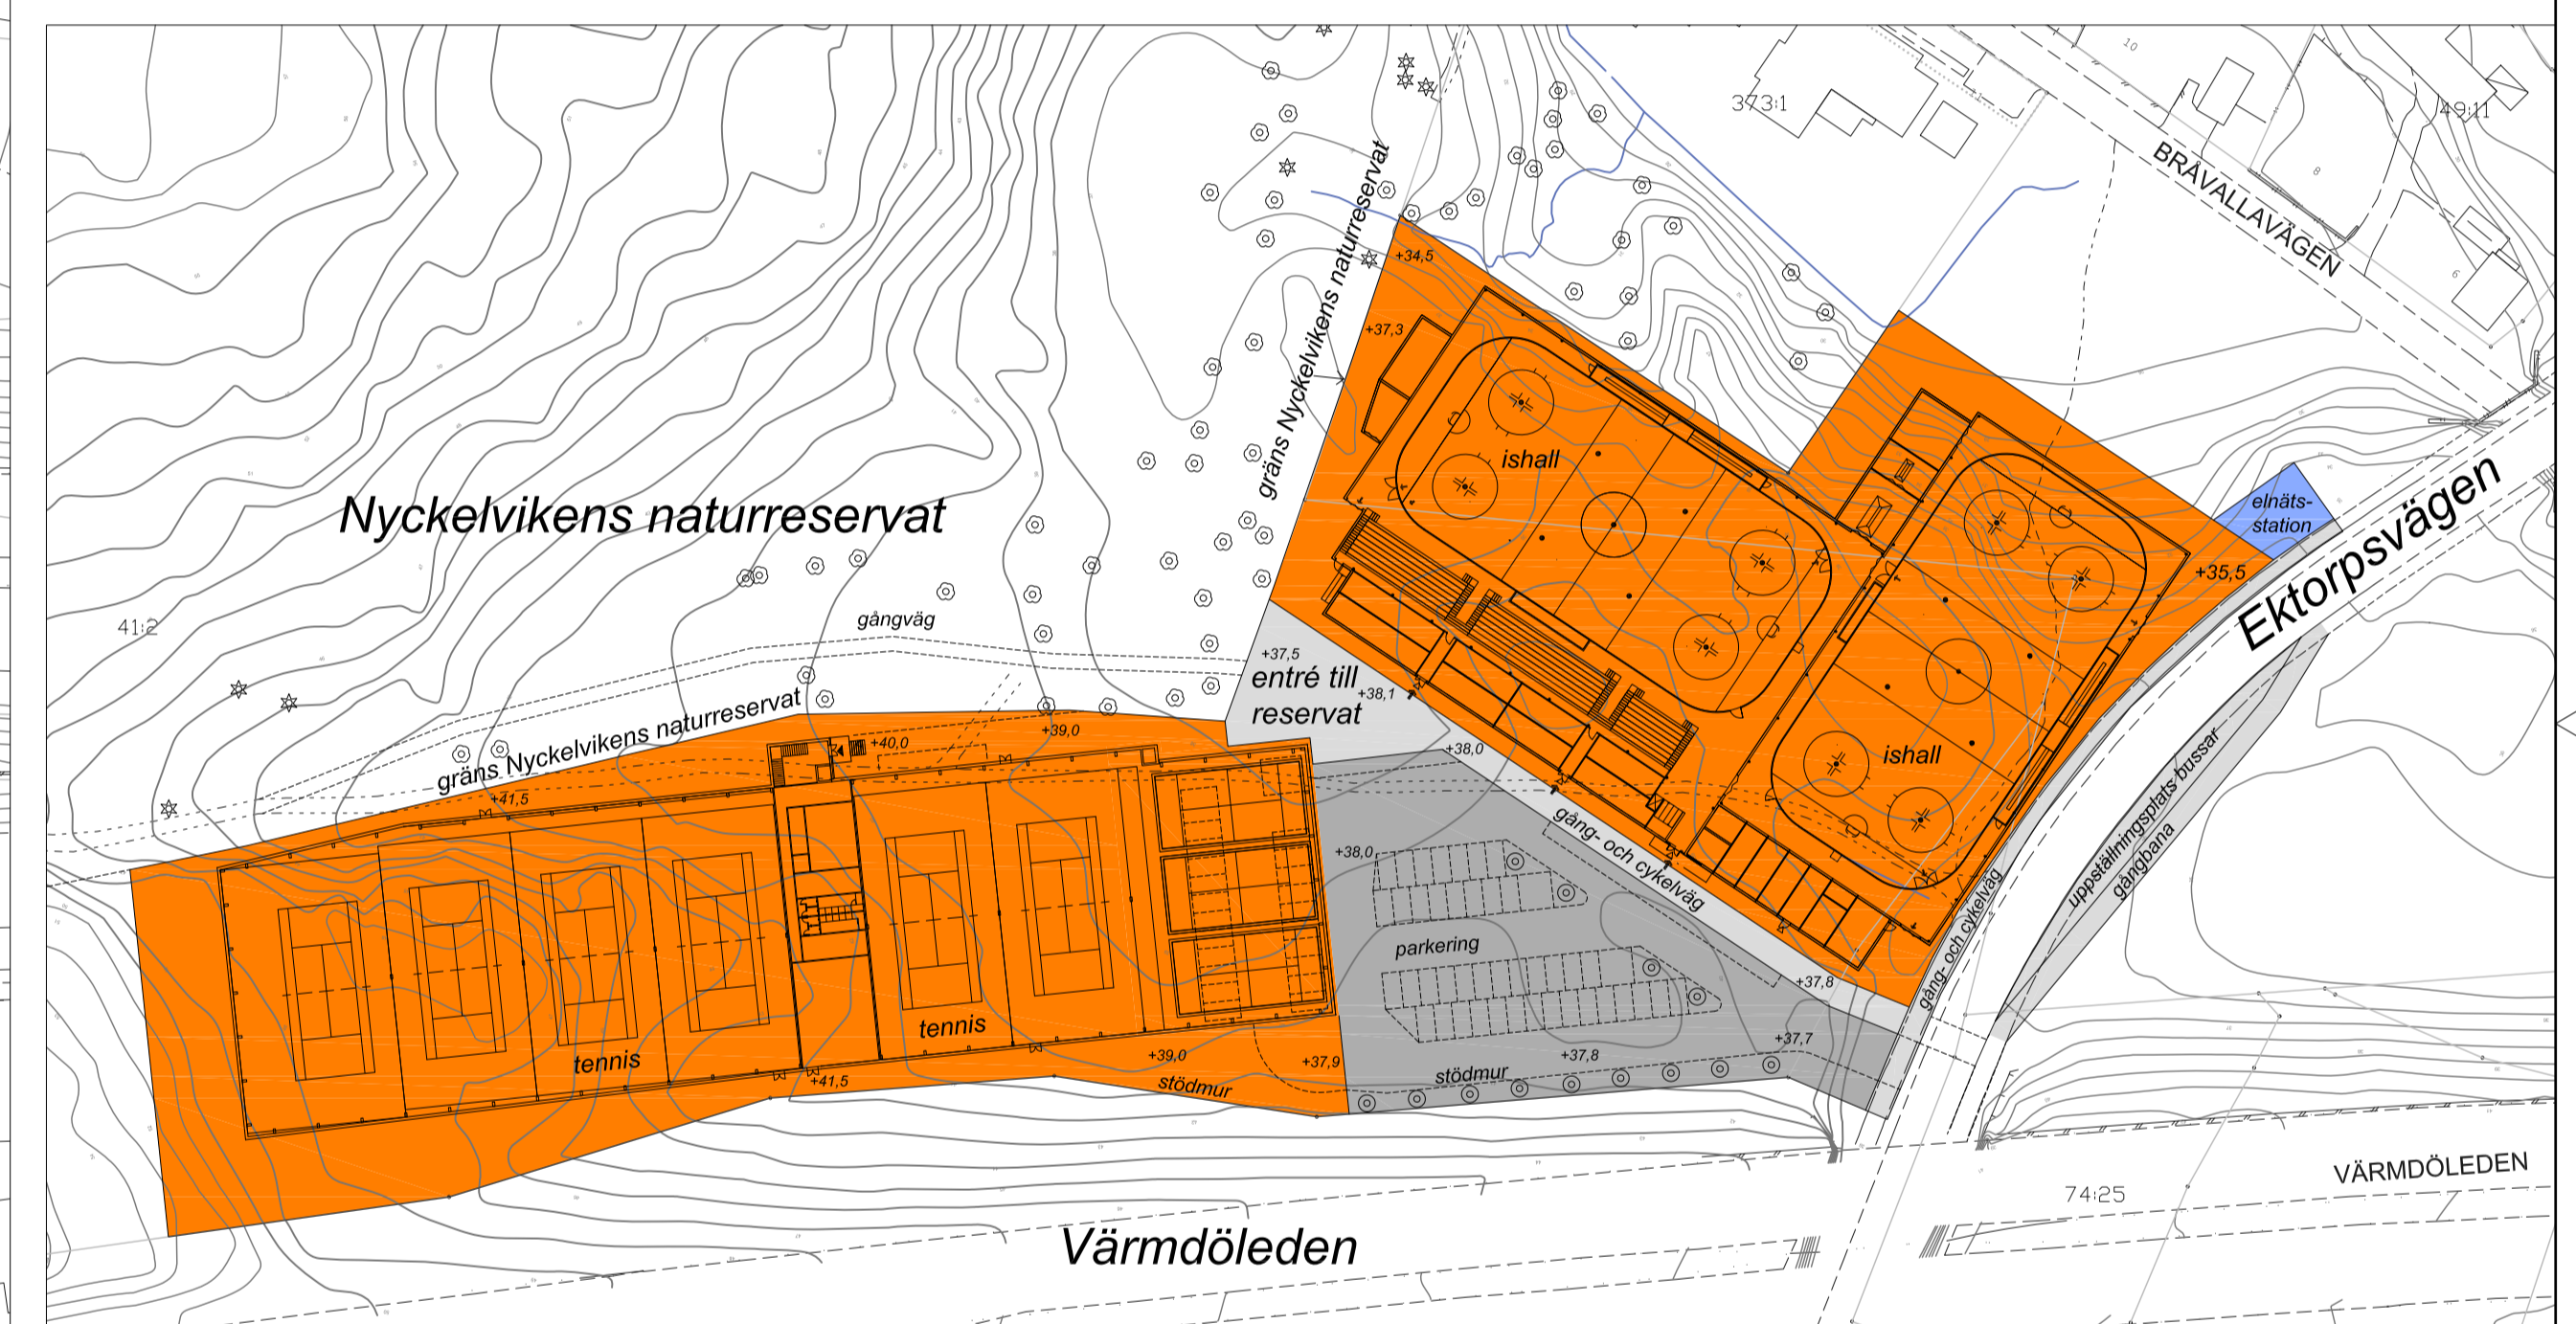 10
373:1
49:11
BRÅVALLAVÄGEN
8
6
gräns Nyckelvikens naturreservat
+34,5
+37,3
ishall
Nyckelvikens naturreservat
elnäts-
station
+35,5
Ektorpsvägen
41:2
gångväg
+37,5
entré till
reservat
+38,1
gräns Nyckelvikens naturreservat
+40,0
+39,0
+38,0
ishall
+41,5
uppställningsplats bussar
gångbana
gång- och cykelväg
+38,0
parkering
gång- och cykelväg
+37,8
tennis
tennis
+39,0
+37,9
+37,8
+37,7
+41,5
stödmur
stödmur
VÄRMDÖLEDEN
74:25
Värmdöleden